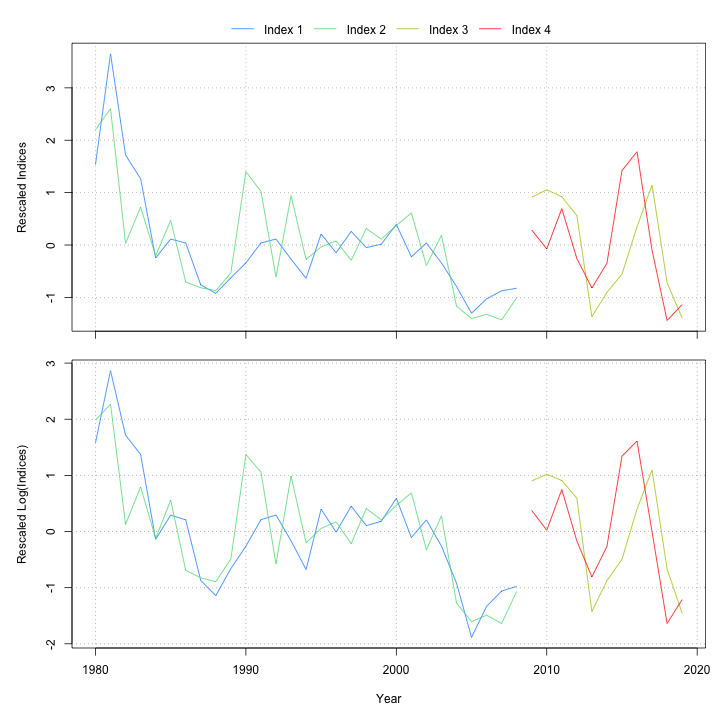 Index 1 Index 2 Index 3 Index 4
Rescaled Indices
3
2
1
0
-1
Rescaled Log(Indices)
3
2
1
0
-1
-2
1980 1990 2000 2010 2020
Year